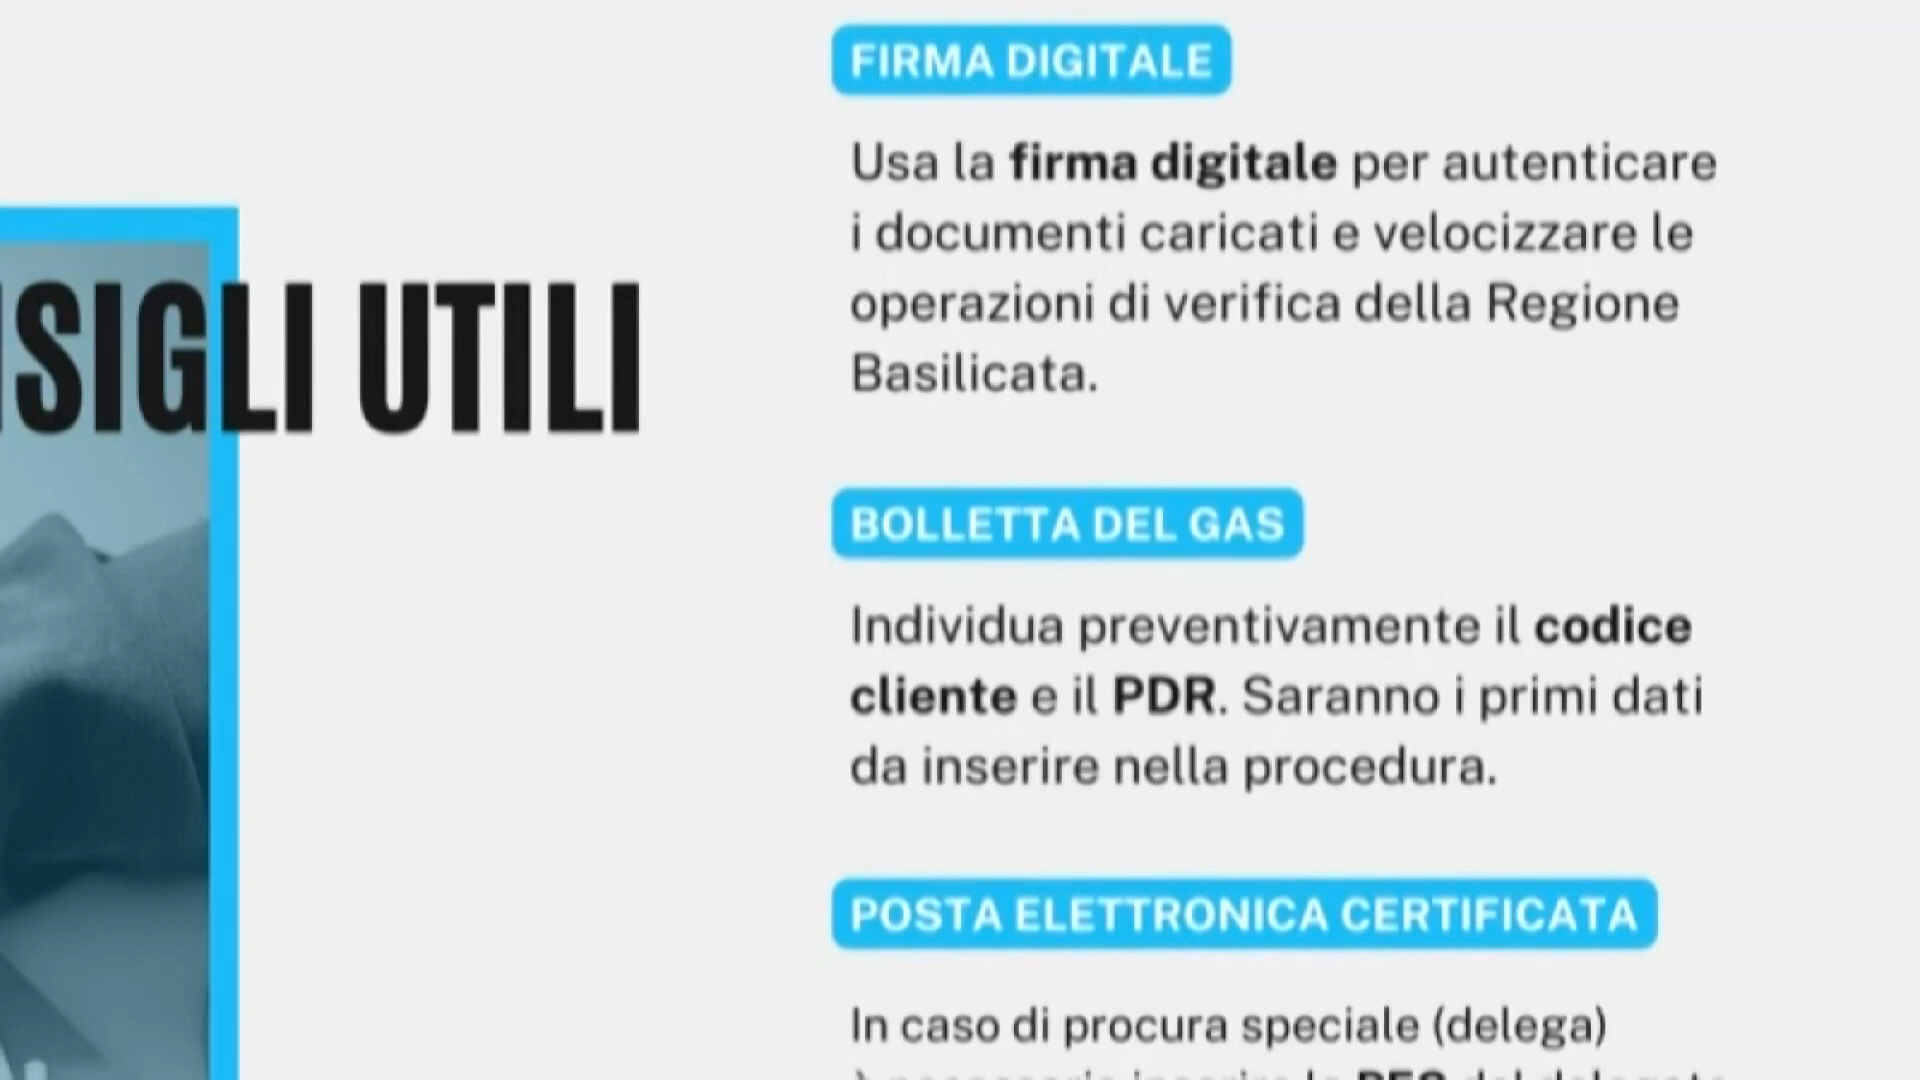 FIRMA DIGITALE
Usa la firma digitale per autenticare
i documenti caricati e velocizzare le
operazioni di verifica della Regione
Basilicata.
SIGLI UTILI
BOLLETTA DEL GAS
Individua preventivamente il codice
cliente e il PDR. Saranno i primi dati
da inserire nella procedura.
POSTA ELETTRONICA CERTIFICATA
In caso di procura speciale (delega)